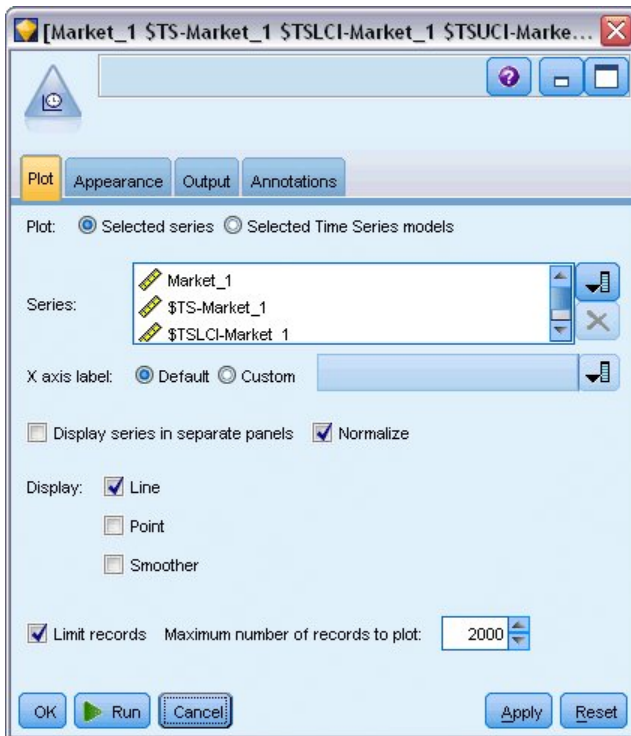 [Market_1 $TS-Market_1 $TSLCI-Market_1 $TSUCI-Marke...
Plot Appearance Output Annotations
Plot: Selected series Selected Time Series models
Series:
Market_1
$TS-Market_1
$TSLCI-Market_1
X axis label: Default Custom
Display series in separate panels Normalize
Display: Line
Point
Smoother
Limit records Maximum number of records to plot: 2000
OK Run Cancel Apply Reset